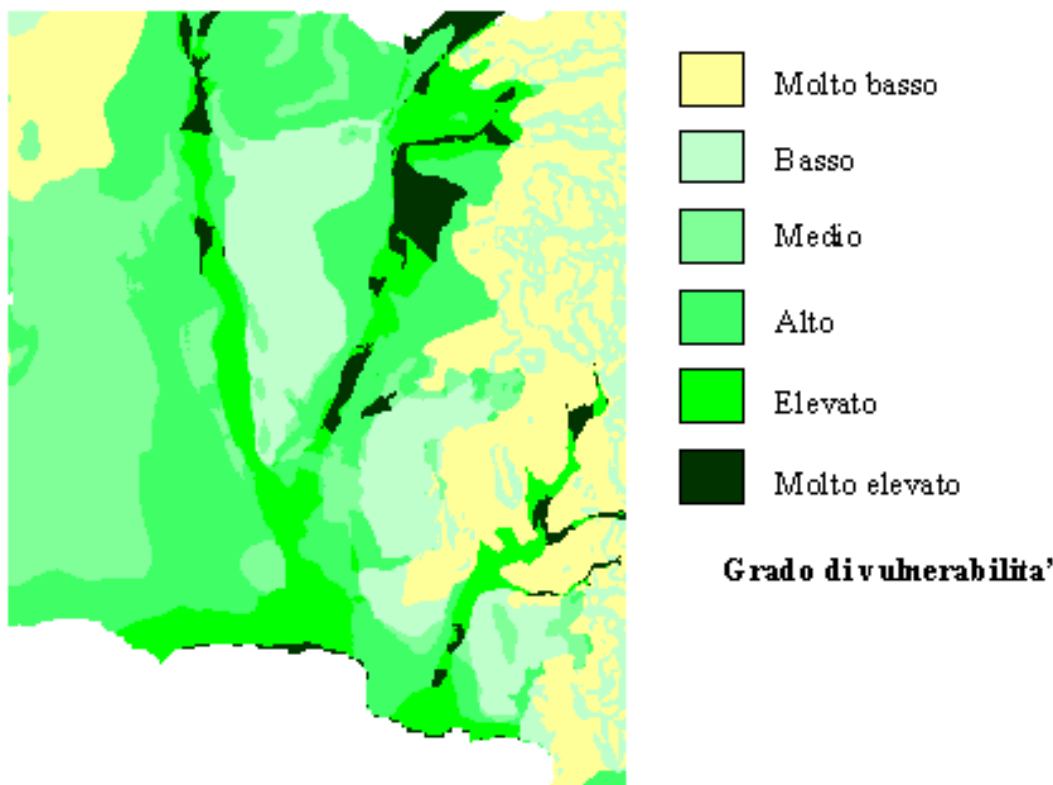 Molto basso
Basso
Medio
Alto
Elevato
Molto elevato
Grado di vulnerabilita'